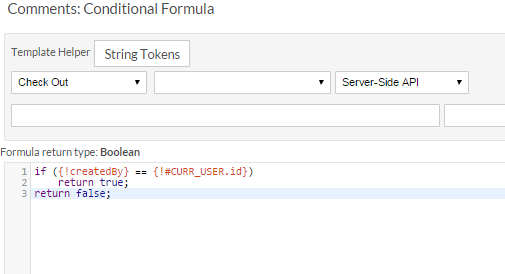 Comments: Conditional Formula
Template Helper String Tokens
Check Out Server-Side API
Formula return type: Boolean
1 if ({!createdBy} == {!#CURR_USER.id})
2     return true;
3 return false;